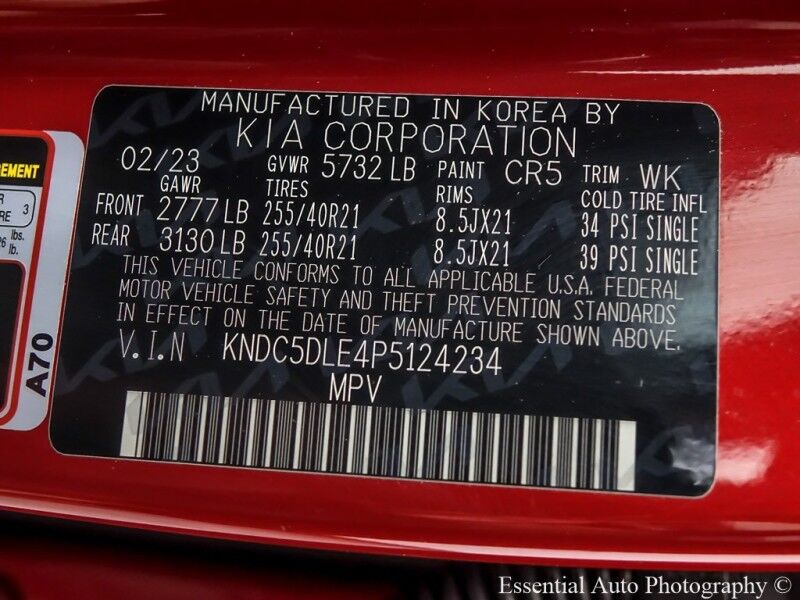 MANUFACTURED IN KOREA BY
KIA CORPORATION
02/23 GVWR 5732 LB PAINT CR5 TRIM WK
GAWR TIRES RIMS COLD TIRE INFL
FRONT 2777 LB 255/40R21 8.5JX21 34 PSI SINGLE
REAR 3130 LB 255/40R21 8.5JX21 39 PSI SINGLE
THIS VEHICLE CONFORMS TO ALL APPLICABLE U.S.A. FEDERAL
MOTOR VEHICLE SAFETY AND THEFT PREVENTION STANDARDS
IN EFFECT ON THE DATE OF MANUFACTURE SHOWN ABOVE.
V.I.N KNDC5DLE4P5124234
MPV
3
lbs.
lb.
A70
Essential Auto Photography ©